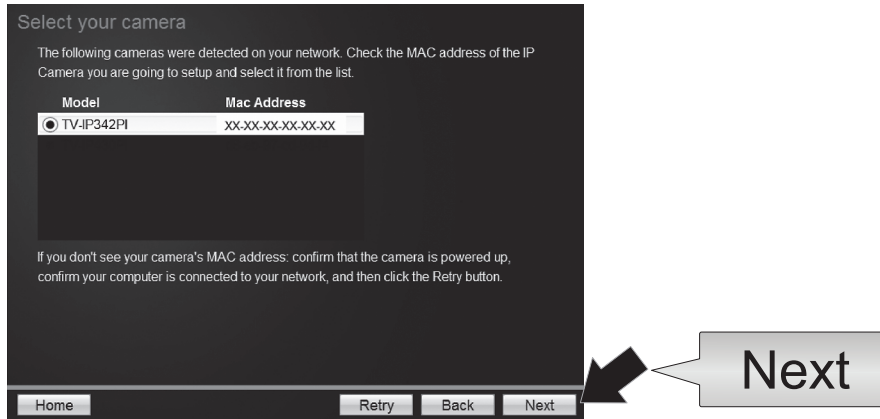 Select your camera
The following cameras were detected on your network. Check the MAC address of the IP
Camera you are going to setup and select it from the list.
Model Mac Address
TV-IP342PI XX-XX-XX-XX-XX-XX
If you don't see your camera's MAC address: confirm that the camera is powered up,
confirm your computer is connected to your network, and then click the Retry button.
Home Retry Back Next
Next